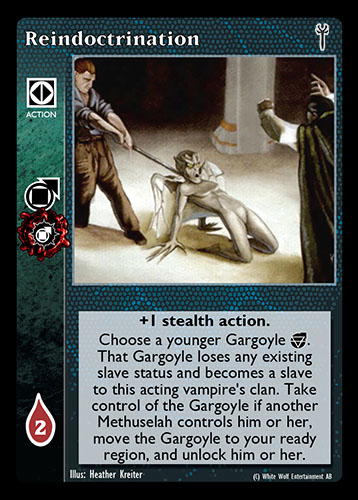 Reindoctrination
ACTION
+1 stealth action.
Choose a younger Gargoyle .
That Gargoyle loses any existing
slave status and becomes a slave
to this acting vampire's clan. Take
control of the Gargoyle if another
Methuselah controls him or her,
move the Gargoyle to your ready
region, and unlock him or her.
2
Illus: Heather Kreiter
(C) White Wolf Entertainment AB